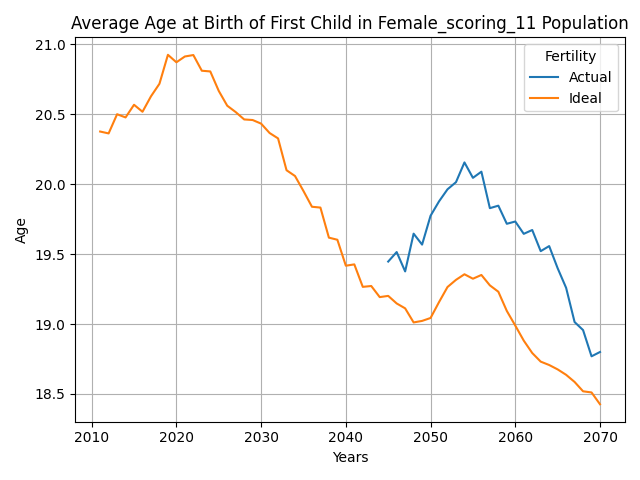 Average Age at Birth of First Child in Female_scoring_11 Population
21.0
20.5
20.0
19.5
19.0
18.5
Age
Fertility
Actual
Ideal
2010 2020 2030 2040 2050 2060 2070
Years